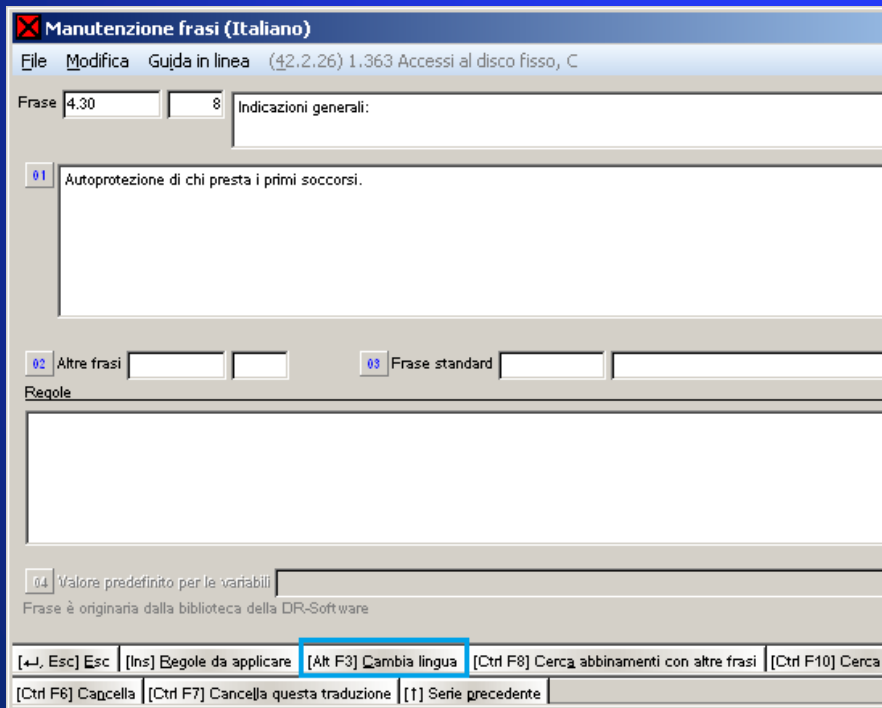 Manutenzione frasi (Italiano)
File Modifica Guida in linea (42.2.26) 1.363 Accessi al disco fisso, C
Frase 4.30 8 Indicazioni generali:
01 Autoprotezione di chi presta i primi soccorsi.
02 Altre frasi 03 Frase standard
Regole
04 Valore predefinito per le variabili
Frase è originaria dalla biblioteca della DR-Software
[↵, Esc] Esc [Ins] Regole da applicare [Alt F3] Cambia lingua [Ctrl F8] Cerca abbinamenti con altre frasi [Ctrl F10] Cerca
[Ctrl F6] Cancella [Ctrl F7] Cancella questa traduzione [↑] Serie precedente